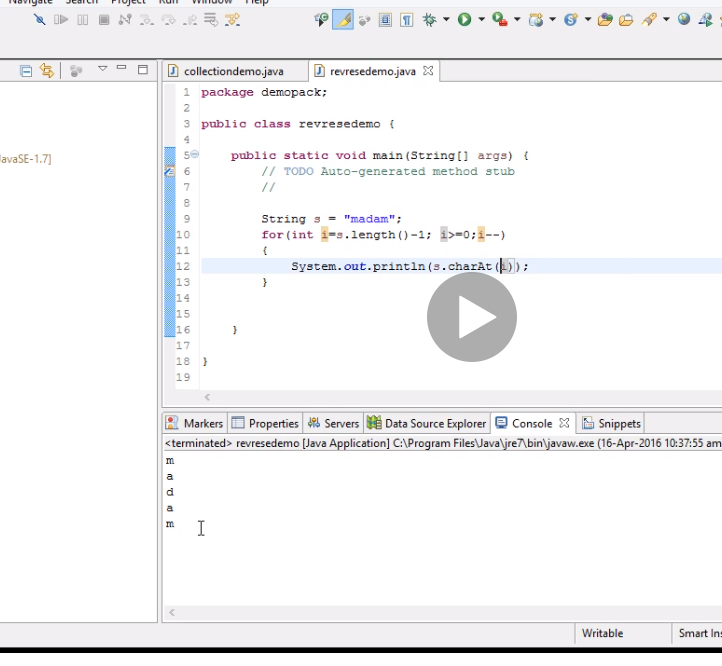 Navigate Search Project Run Window Help
collectiondemo.java revresedemo.java
JavaSE-1.7]
1 package demopack;
2
3 public class revresedemo {
4
5 public static void main(String[] args) {
6 // TODO Auto-generated method stub
7 //
8
9 String s = "madam";
10 for(int i=s.length()-1; i>=0;i--)
11 {
12 System.out.println(s.charAt(i));
13 }
14
15
16 }
17
18 }
19
Markers Properties Servers Data Source Explorer Console Snippets
<terminated> revresedemo [Java Application] C:\Program Files\Java\jre7\bin\javaw.exe (16-Apr-2016 10:37:55 am
m
a
d
a
m
Writable Smart Ins